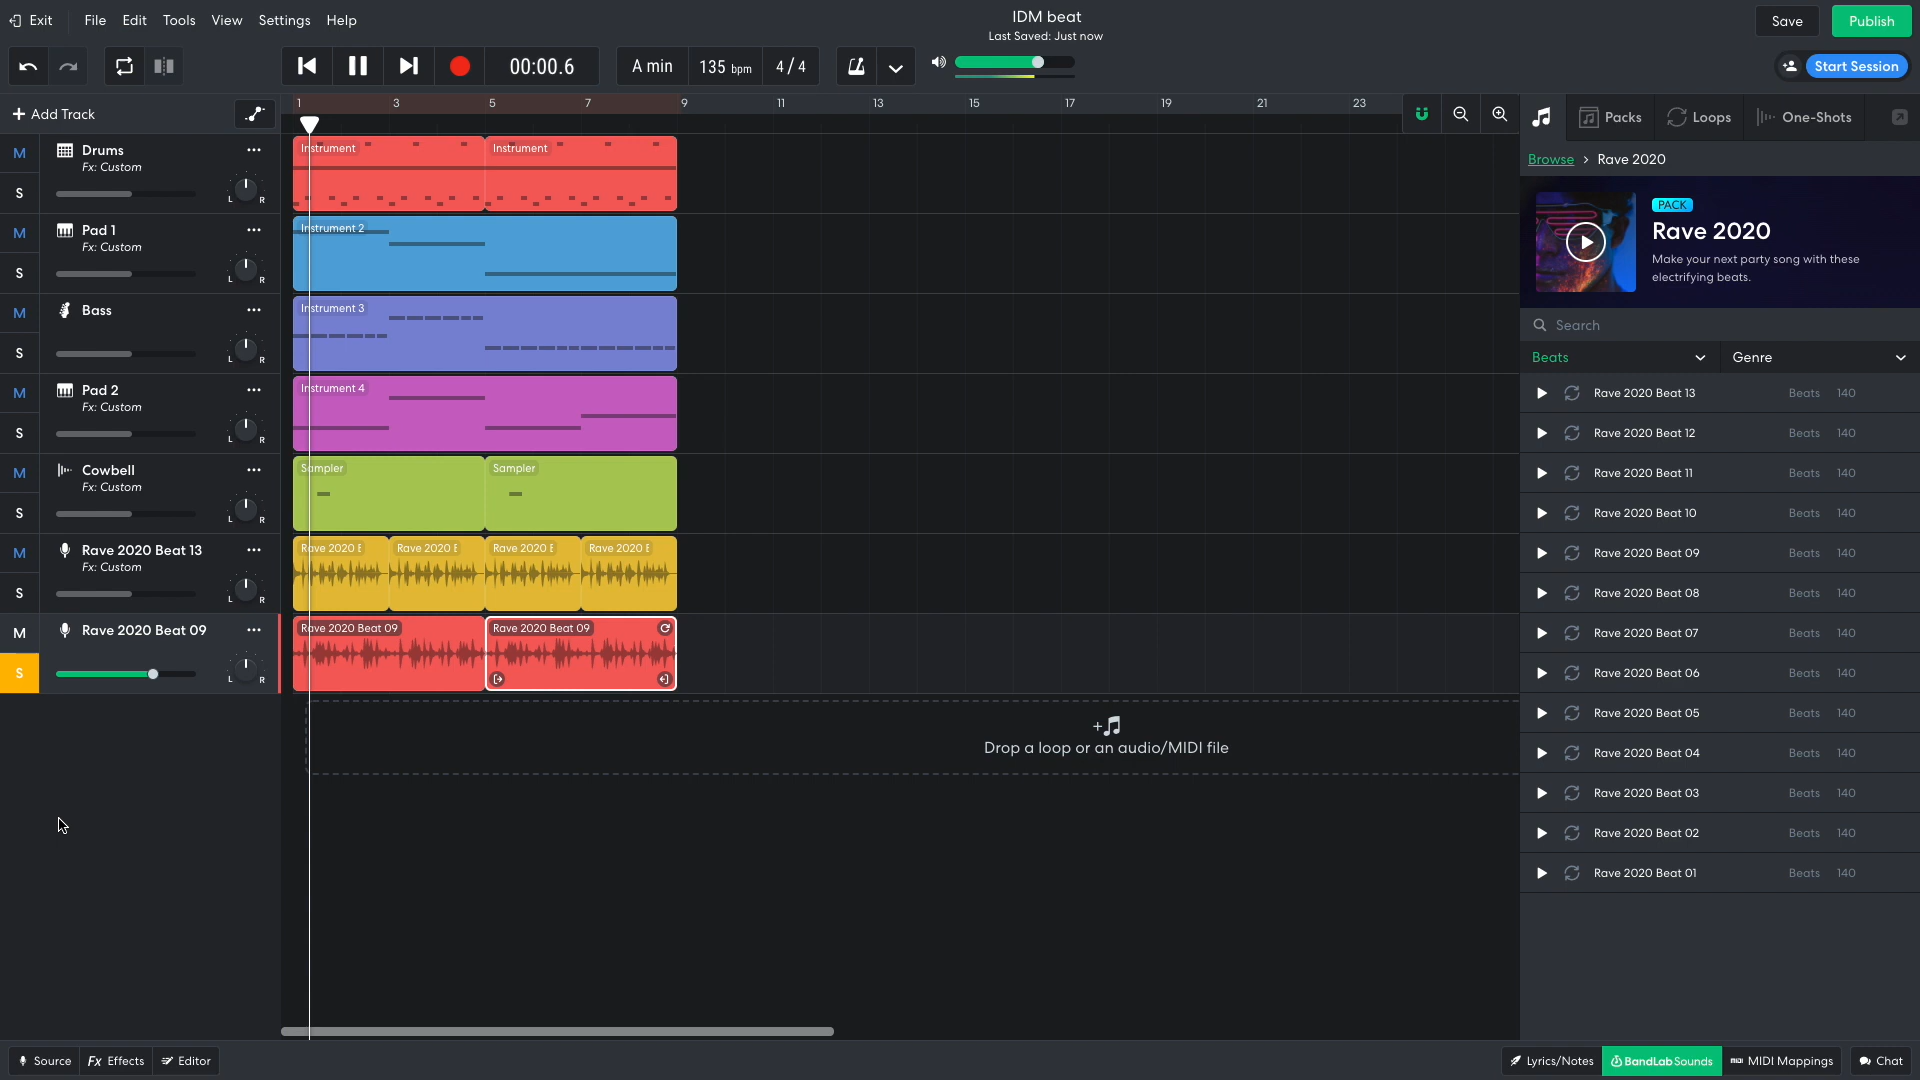 Exit
File
Edit
Tools
View
Settings
Help
IDM beat
Last Saved: Just now
Save
Publish
00:00.6
A min
135 bpm
4 / 4
Start Session
+ Add Track
1
3
5
7
9
11
13
15
17
19
21
23
Packs
Loops
One-Shots
Browse > Rave 2020
PACK
Rave 2020
Make your next party song with these
electrifying beats.
Search
Beats
Genre
M
Drums
Fx: Custom
S
L R
Instrument
Instrument
M
Pad 1
Fx: Custom
S
L R
Instrument 2
M
Bass
S
L R
Instrument 3
M
Pad 2
Fx: Custom
S
L R
Instrument 4
M
Cowbell
Fx: Custom
S
L R
Sampler
Sampler
M
Rave 2020 Beat 13
Fx: Custom
S
L R
Rave 2020
Rave 2020
Rave 2020
Rave 2020
M
Rave 2020 Beat 09
S
L R
Rave 2020 Beat 09
Rave 2020 Beat 09
Drop a loop or an audio/MIDI file
Rave 2020 Beat 13 Beats 140
Rave 2020 Beat 12 Beats 140
Rave 2020 Beat 11 Beats 140
Rave 2020 Beat 10 Beats 140
Rave 2020 Beat 09 Beats 140
Rave 2020 Beat 08 Beats 140
Rave 2020 Beat 07 Beats 140
Rave 2020 Beat 06 Beats 140
Rave 2020 Beat 05 Beats 140
Rave 2020 Beat 04 Beats 140
Rave 2020 Beat 03 Beats 140
Rave 2020 Beat 02 Beats 140
Rave 2020 Beat 01 Beats 140
Source
Fx Effects
Editor
Lyrics/Notes
BandLab Sounds
MIDI Mappings
Chat